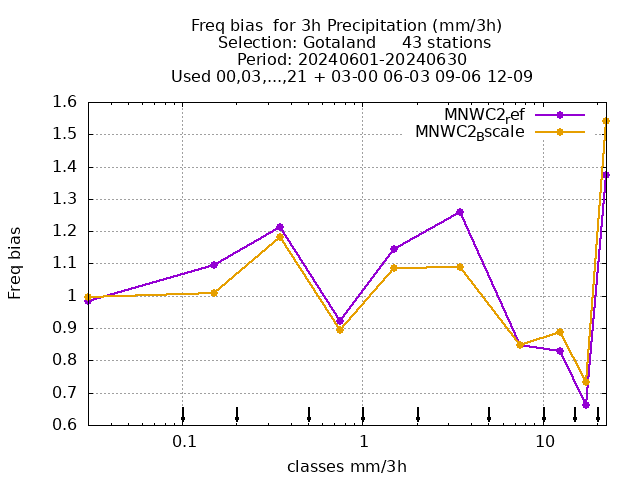 Freq bias  for 3h Precipitation (mm/3h)
Selection: Gotaland     43 stations
Period: 20240601-20240630
Used 00,03,...,21 + 03-00 06-03 09-06 12-09
MNWC2ref
MNWC2Bscale
1.6
1.5
1.4
1.3
1.2
1.1
1
0.9
0.8
0.7
0.6
Freq bias
0.1 1 10
classes mm/3h